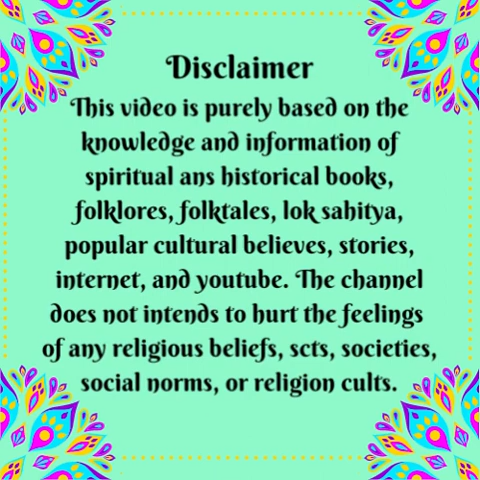 Disclaimer
This video is purely based on the
knowledge and information of
spiritual ans historical books,
folklores, folktales, lok sahitya,
popular cultural believes, stories,
internet, and youtube. The channel
does not intends to hurt the feelings
of any religious beliefs, scts, societies,
social norms, or religion cults.